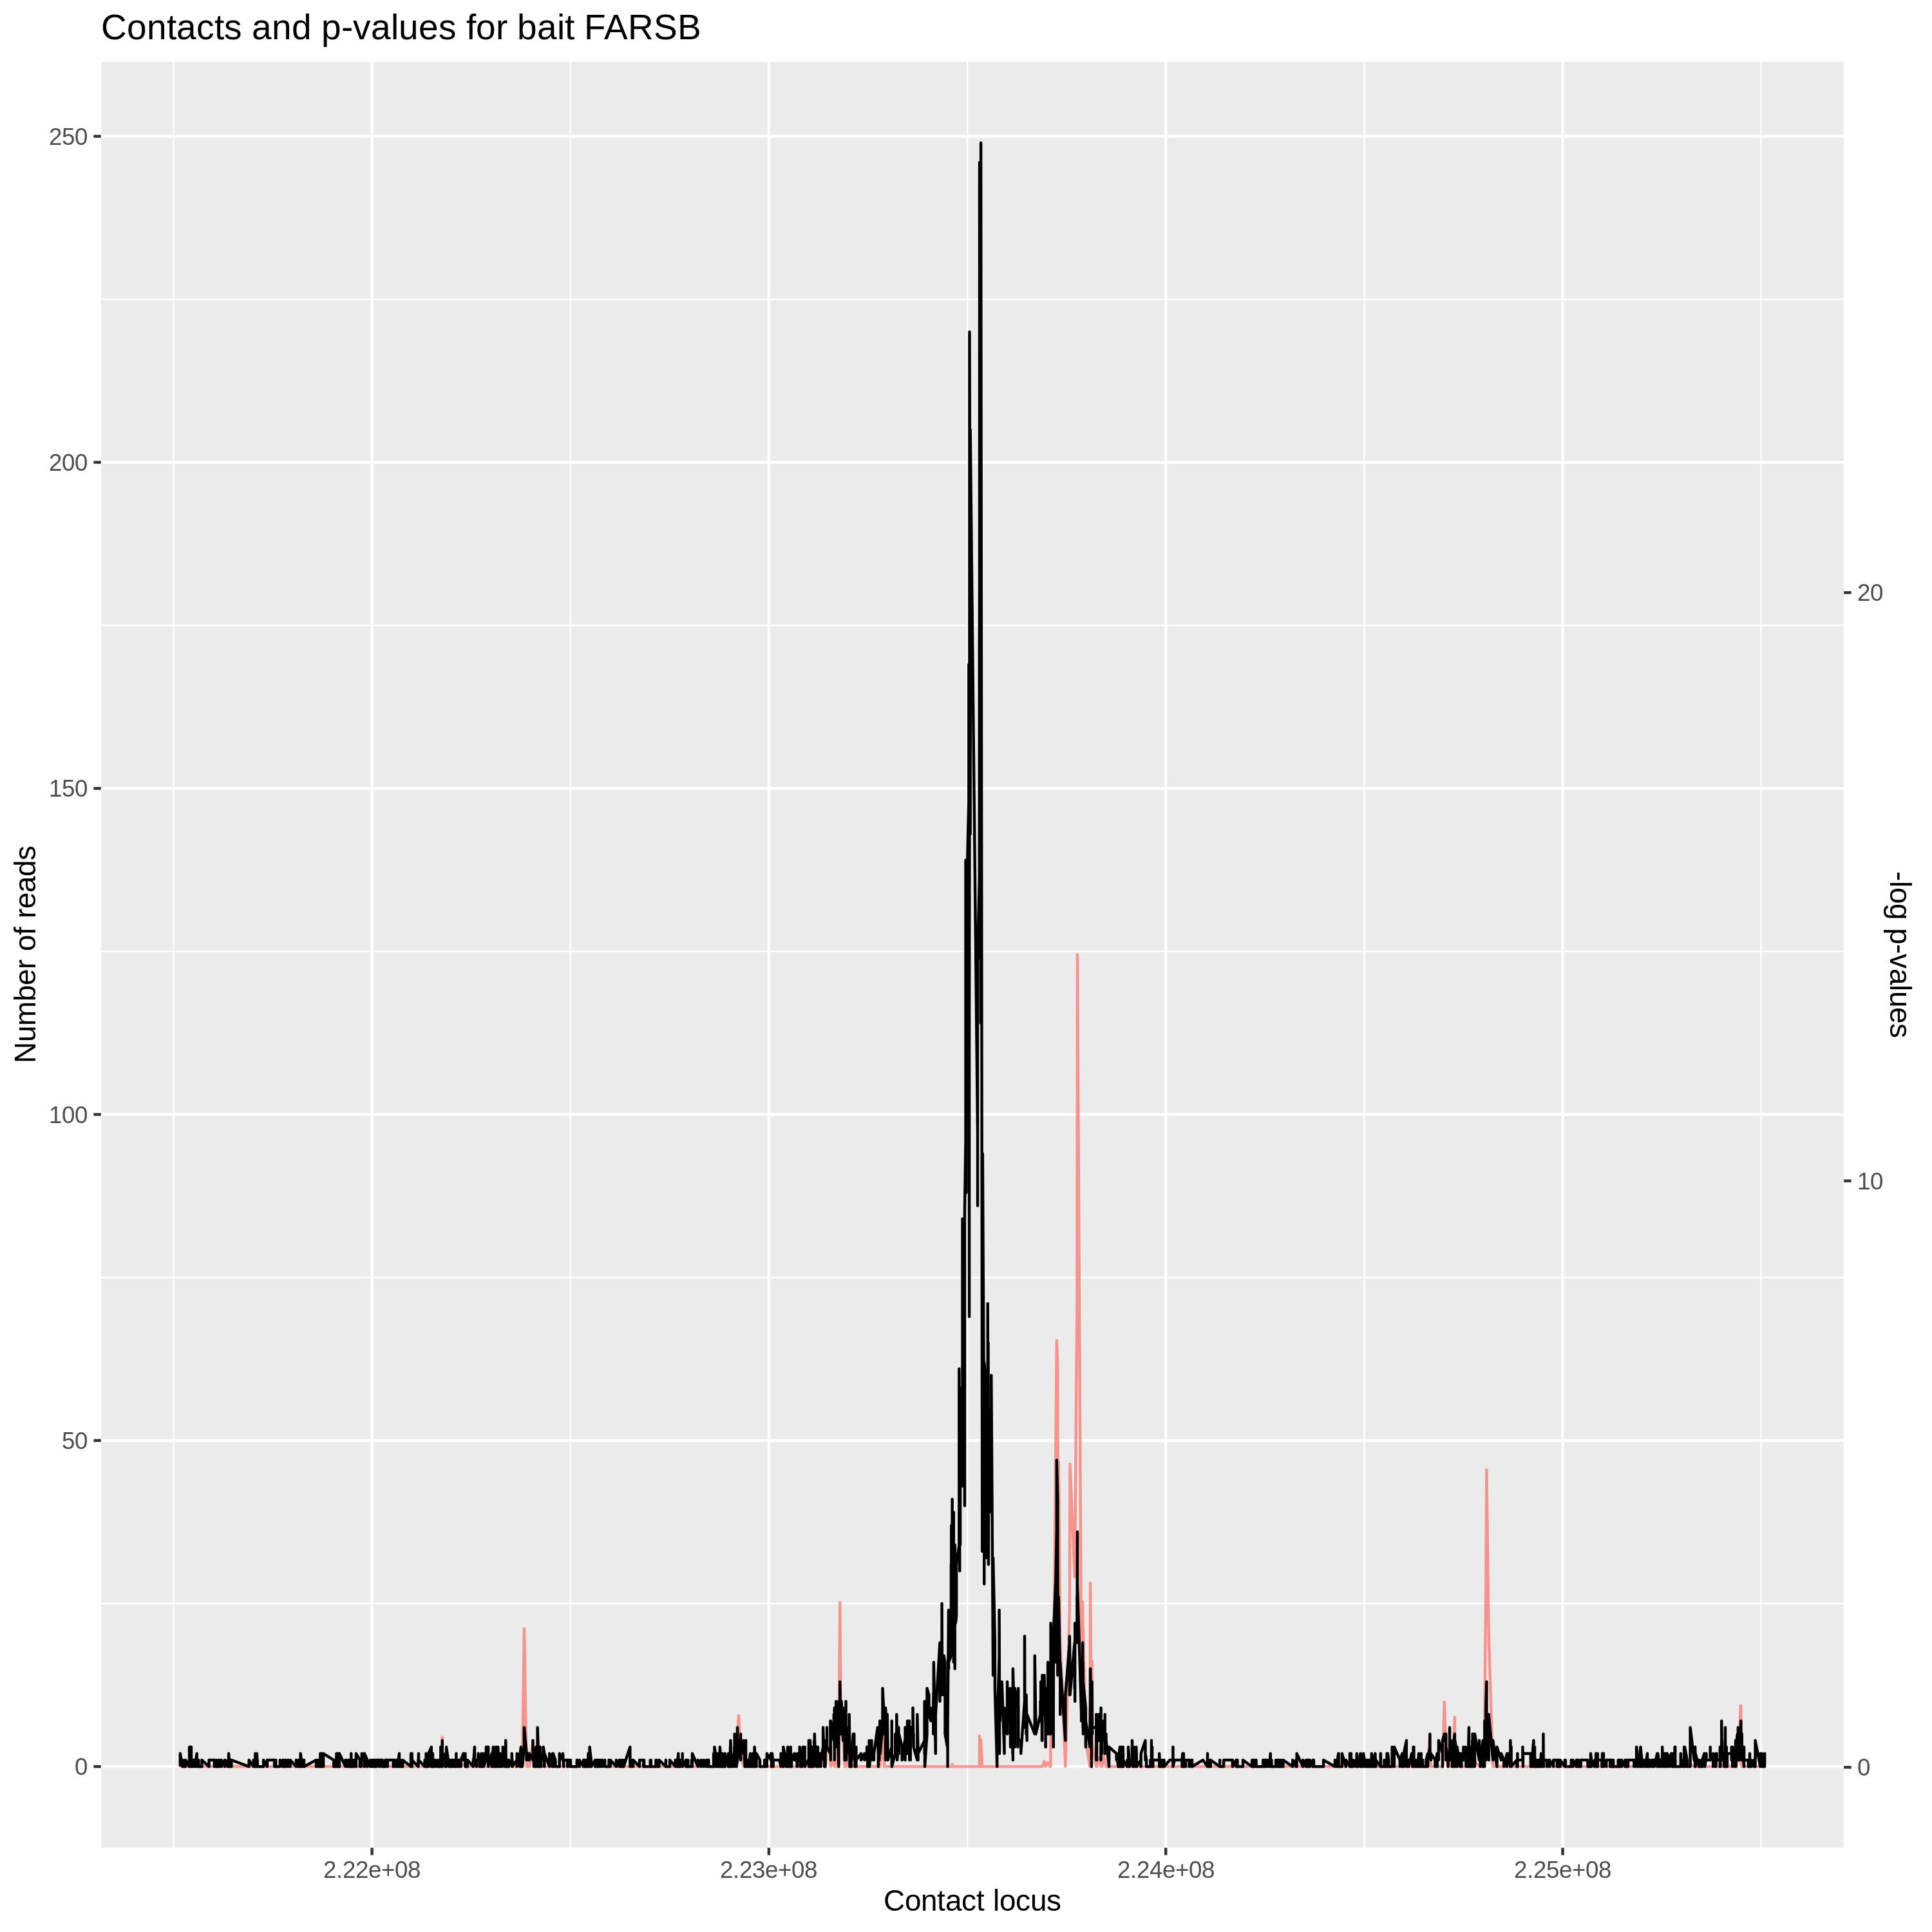 Contacts and p-values for bait FARSB
250
200
150
100
50
0
Number of reads
20
10
0
-log p-values
2.22e+08
2.23e+08
2.24e+08
2.25e+08
Contact locus